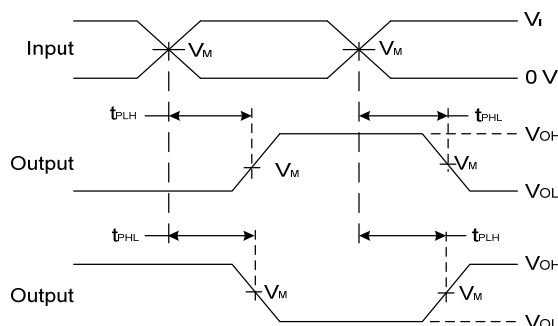 VI
Input
VM
VM
0 V
tPLH
tPHL
VOH
Output
VM
VM
VOL
tPHL
tPLH
VOH
Output
VM
VM
VOL